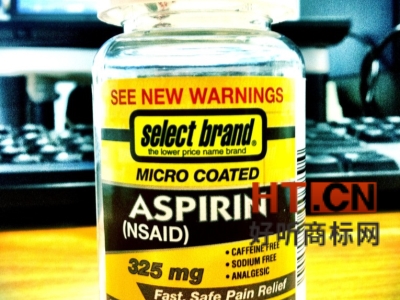 SEE NEW WARNINGS
select brand®
the lower price name brand
MICRO COATED
ASPIRIN
(NSAID)
HT.CN
好听商标网
• CAFFEINE FREE
• SODIUM FREE
• ANALGESIC
325 mg
Fast, Safe Pain Relief